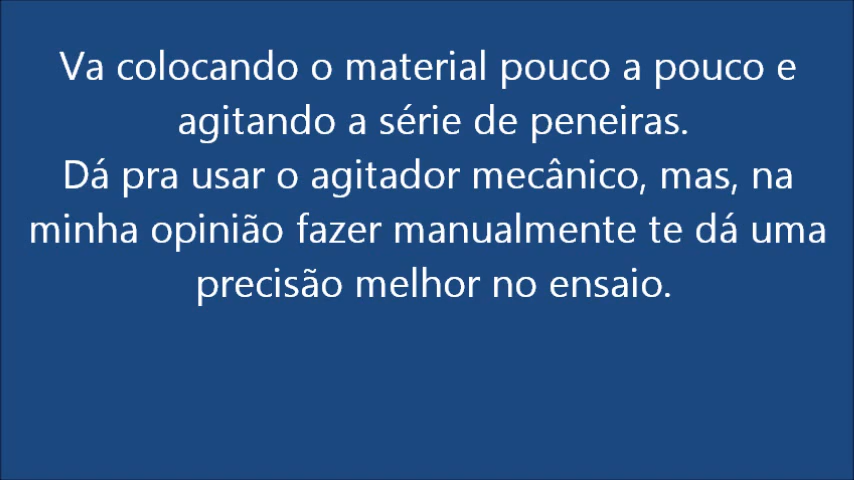 Va colocando o material pouco a pouco e
agitando a série de peneiras.
Dá pra usar o agitador mecânico, mas, na
minha opinião fazer manualmente te dá uma
precisão melhor no ensaio.